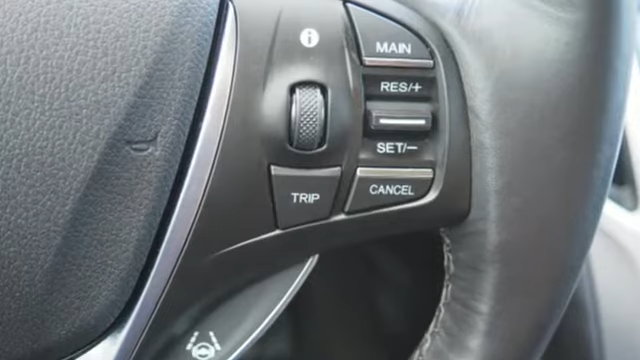 i
MAIN
RES/+
SET/−
TRIP
CANCEL